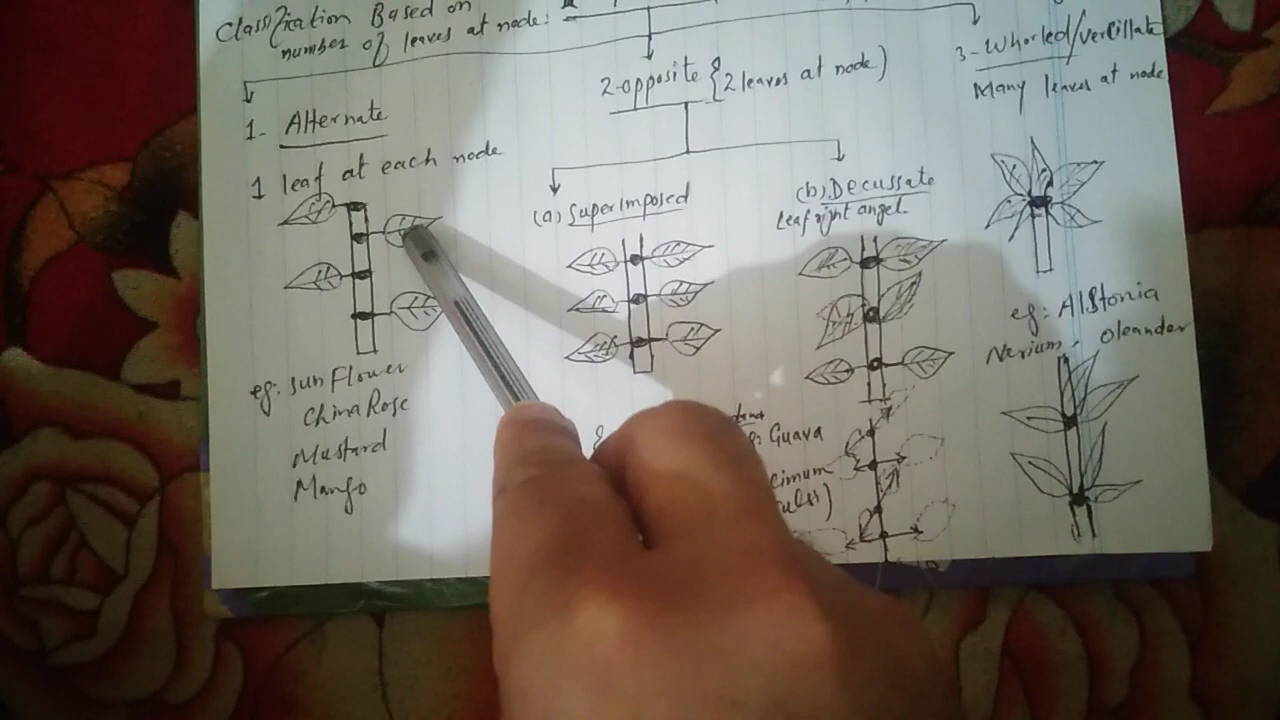 Classification Based on
number of leaves at node:
1- Alternate
1 leaf at each node
eg: Sun Flower
China Rose
Mustard
Mango
2-opposite {2 leaves at node)
(a) Superimposed
(b) Decussate
Leaf right angel.
Guava
3-Whorled/verticillate
Many leaves at node
eg: Alstonia
Nerium, oleander